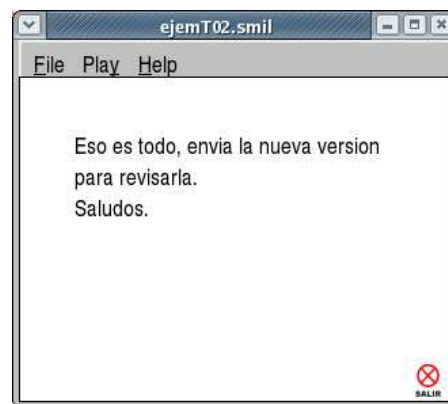 ejemT02.smil
File Play Help
Eso es todo, envia la nueva version
para revisarla.
Saludos.
SALIR